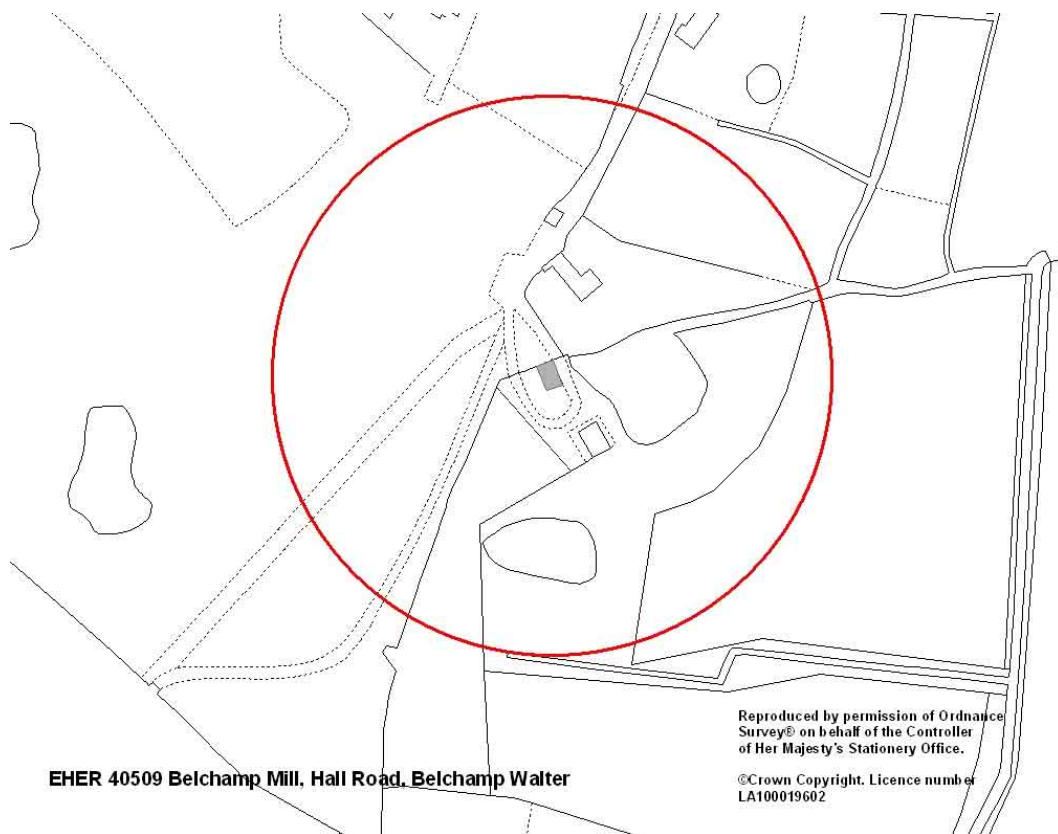 Reproduced by permission of Ordnance
Survey® on behalf of the Controller
of Her Majesty's Stationery Office.
EHER 40509 Belchamp Mill, Hall Road, Belchamp Walter
©Crown Copyright. Licence number
LA100019602